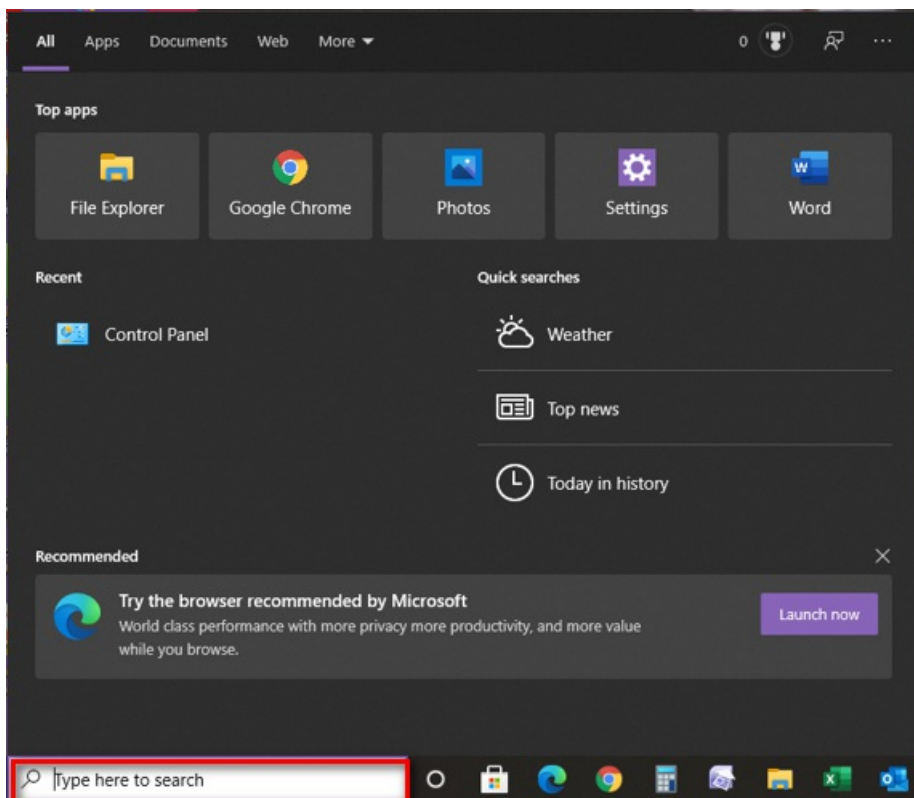 All Apps Documents Web More 0
Top apps
File Explorer Google Chrome Photos Settings Word
Recent Quick searches
Control Panel Weather
Top news
Today in history
Recommended
Try the browser recommended by Microsoft
World class performance with more privacy more productivity, and more value
while you browse.
Launch now
Type here to search